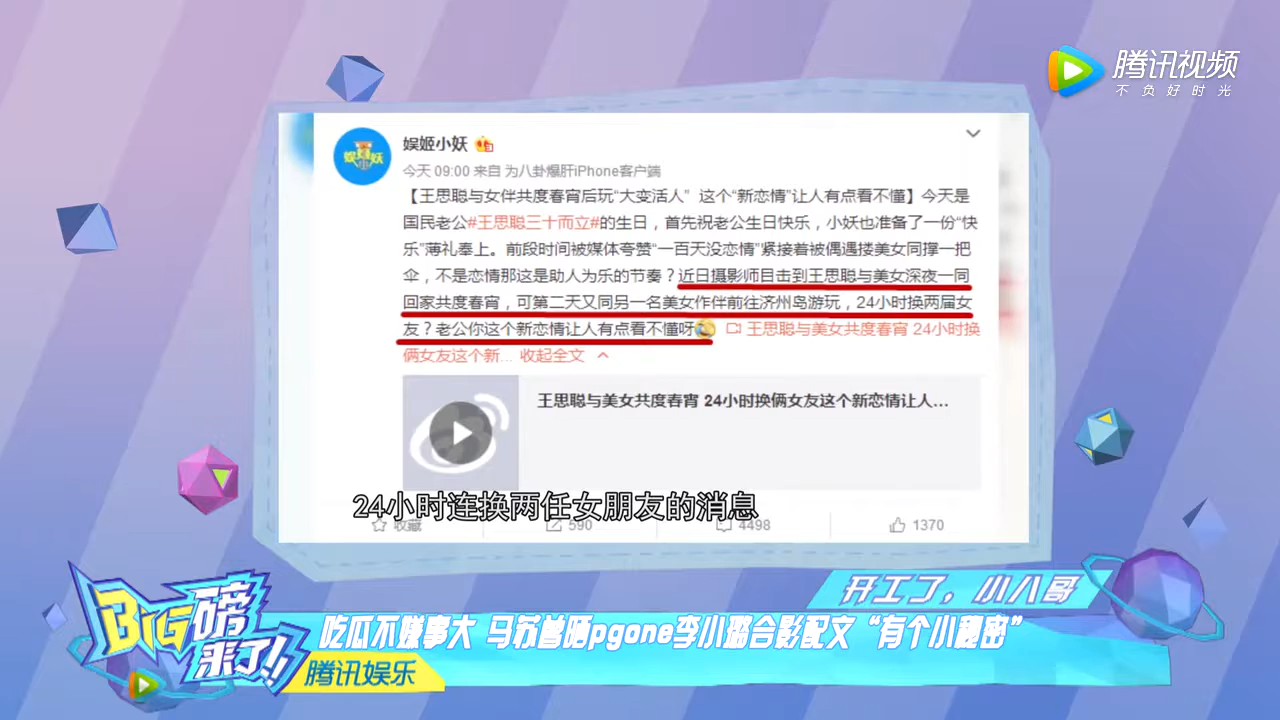 腾讯视频
不负好时光
娱姬小妖
今天 09:00 来自 为八卦爆肝iPhone客户端
【王思聪与女伴共度春宵后玩“大变活人” 这个“新恋情”让人有点看不懂】今天是
国民老公#王思聪三十而立#的生日，首先祝老公生日快乐，小妖也准备了一份“快
乐”薄礼奉上。前段时间被媒体夸赞“一百天没恋情”紧接着被偶遇搂美女同撑一把
伞，不是恋情那这是助人为乐的节奏？近日摄影师目击到王思聪与美女深夜一同
回家共度春宵，可第二天又同另一名美女作伴前往济州岛游玩，24小时换两届女
友？老公你这个新恋情让人有点看不懂呀 王思聪与美女共度春宵 24小时换
俩女友这个新... 收起全文
王思聪与美女共度春宵 24小时换俩女友这个新恋情让人...
24小时连换两任女朋友的消息
收藏 590 4498 1370
开工了，小八哥
BIG磅来了!!
吃瓜不嫌事大 马苏曾晒pgone李小璐合影配文“有个小秘密”
腾讯娱乐